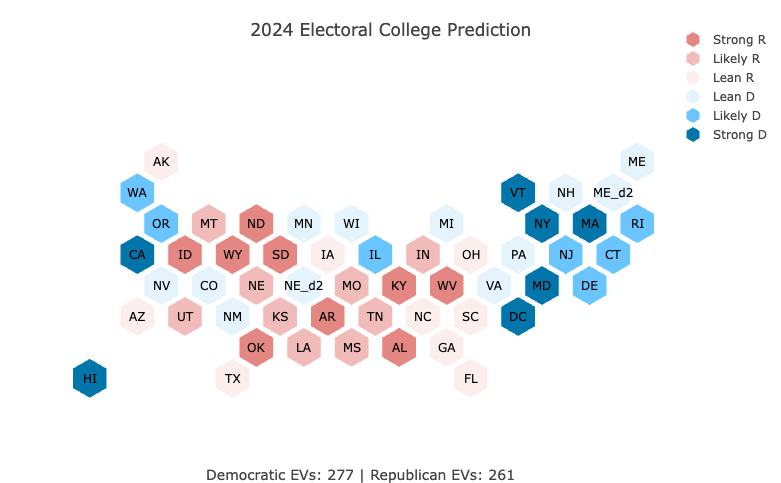 2024 Electoral College Prediction
Strong R
Likely R
Lean R
Lean D
Likely D
Strong D
AK ME
WA VT NH ME_d2
OR MT ND MN WI MI NY MA RI
CA ID WY SD IA IL IN OH PA NJ CT
NV CO NE NE_d2 MO KY WV VA MD DE
AZ UT NM KS AR TN NC SC DC
OK LA MS AL GA
HI TX FL
Democratic EVs: 277 | Republican EVs: 261